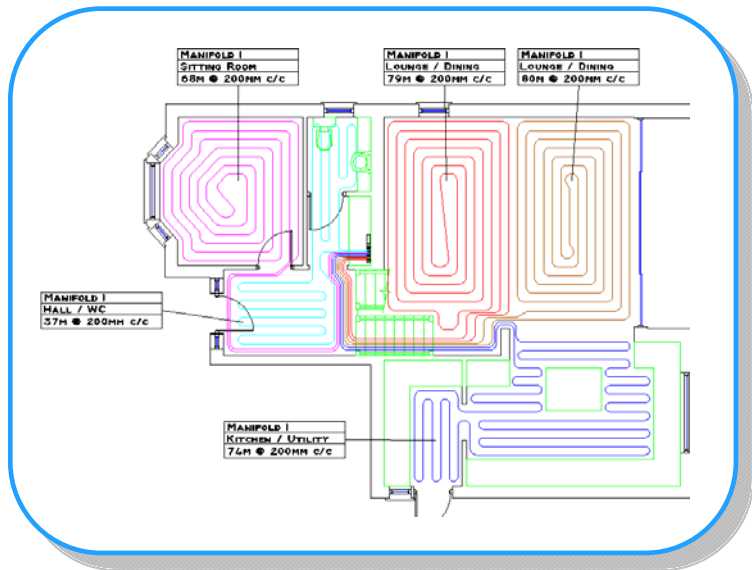 MANIFOLD 1
SITTING ROOM
68M @ 200MM C/C
MANIFOLD 1
LOUNGE / DINING
79M @ 200MM C/C
MANIFOLD 1
LOUNGE / DINING
80M @ 200MM C/C
MANIFOLD 1
HALL / WC
37M @ 200MM C/C
MANIFOLD 1
KITCHEN / UTILITY
74M @ 200MM C/C